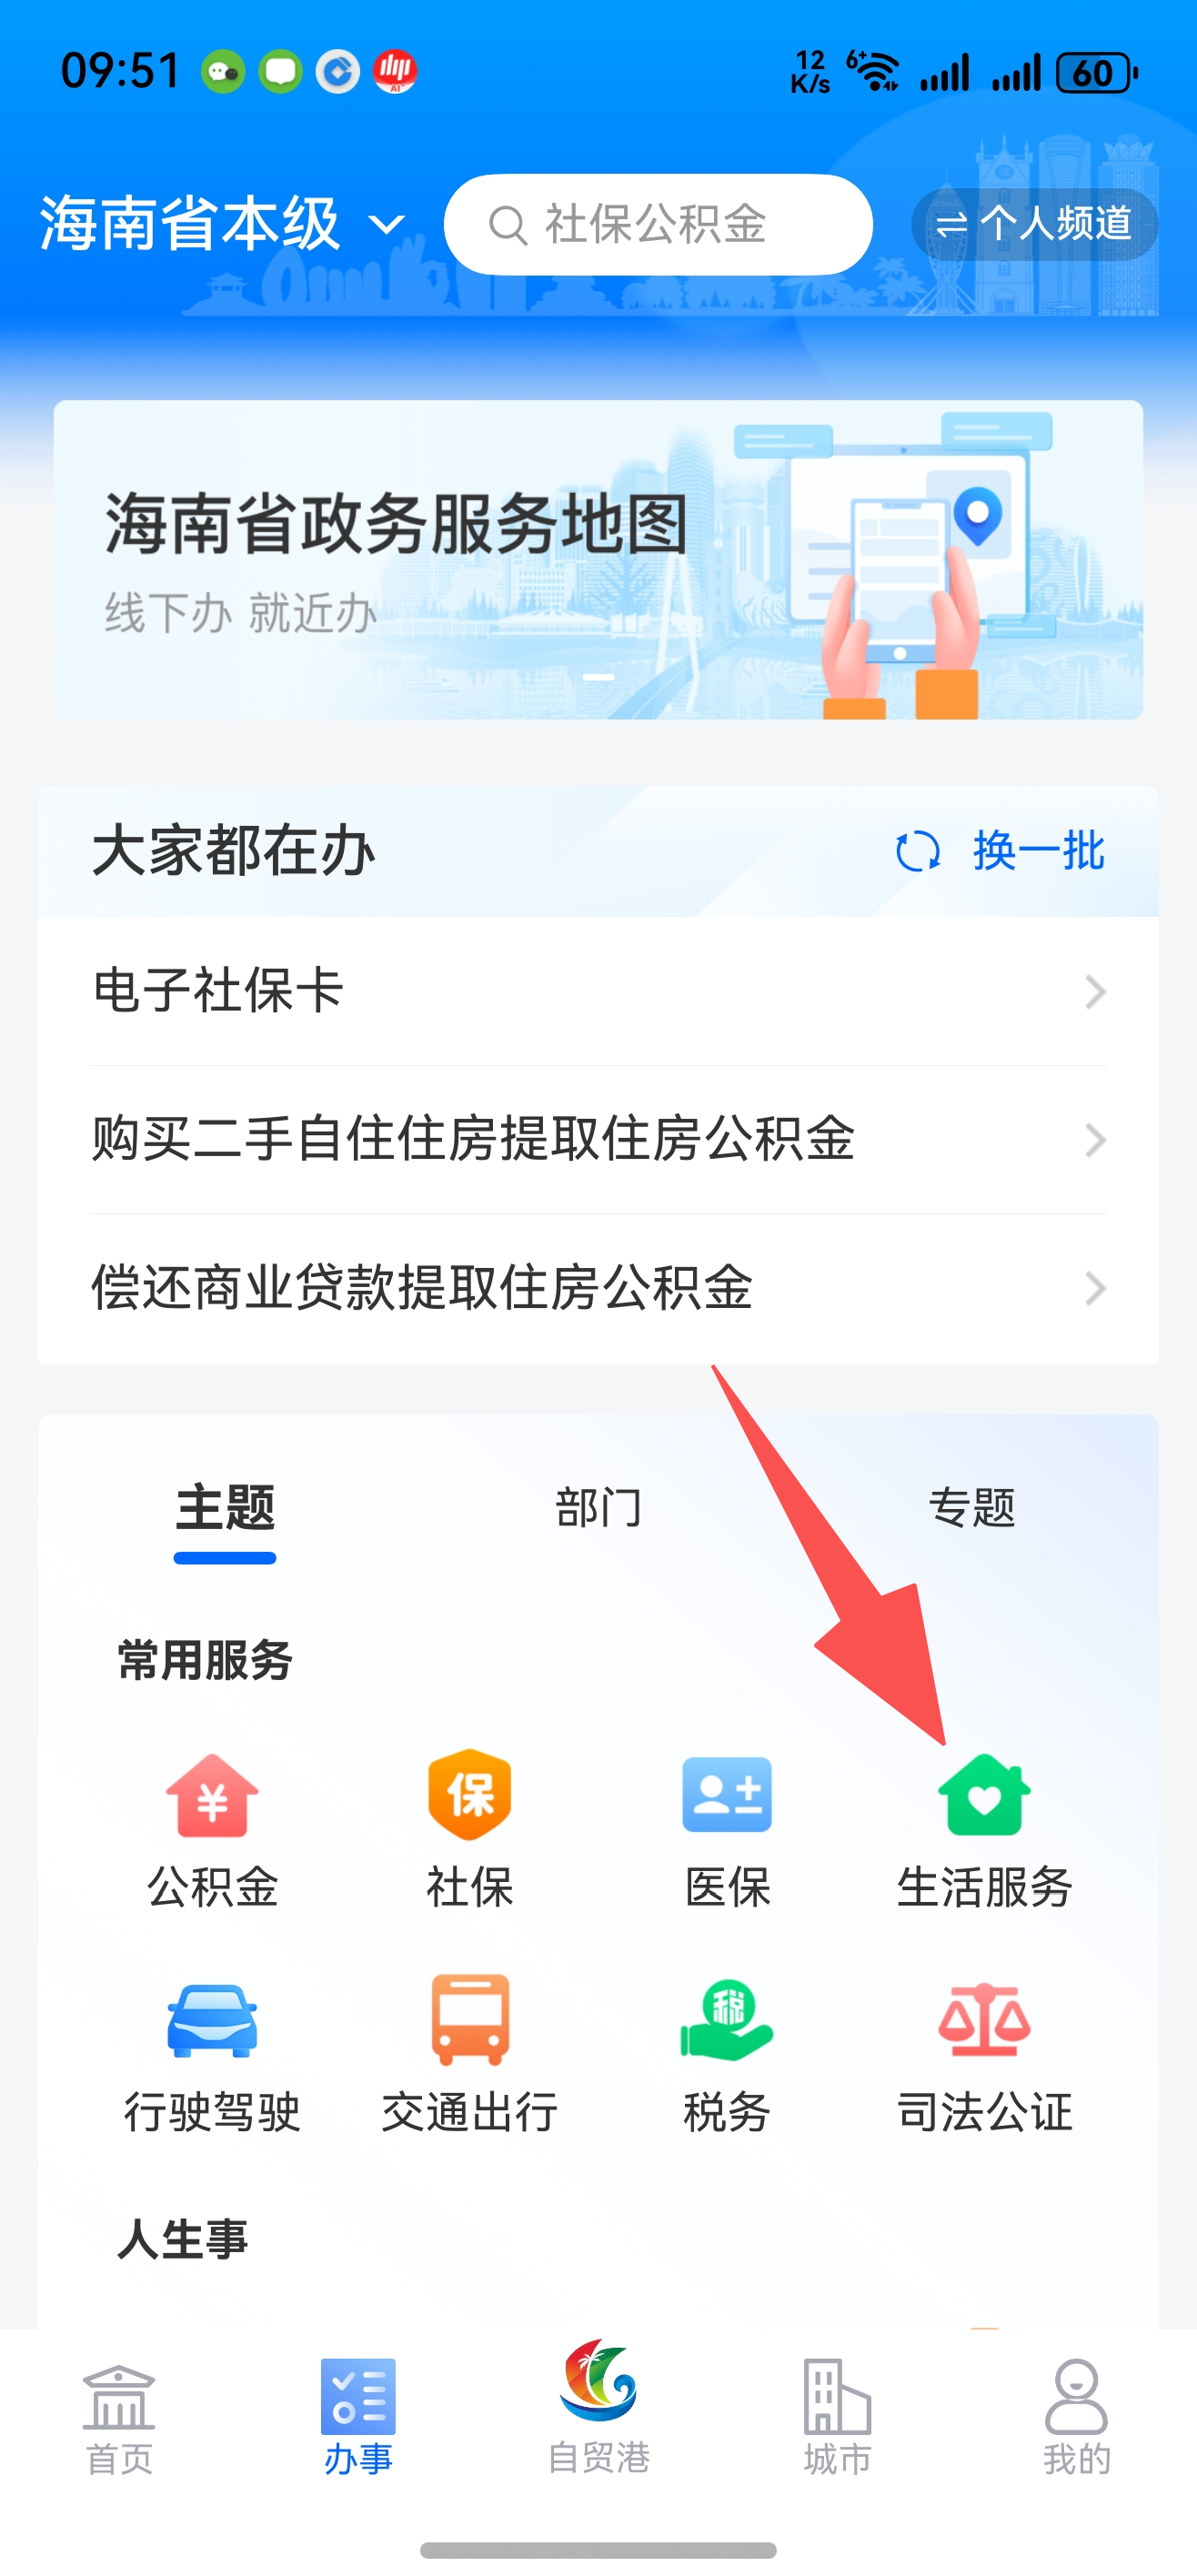 09:51
12
K/s
60
海南省本级
社保公积金
个人频道
海南省政务服务地图
线下办 就近办
大家都在办
换一批
电子社保卡
购买二手自住住房提取住房公积金
偿还商业贷款提取住房公积金
主题 部门 专题
常用服务
¥ 保
公积金 社保 医保 生活服务
税
行驶驾驶 交通出行 税务 司法公证
人生事
首页 办事 自贸港 城市 我的